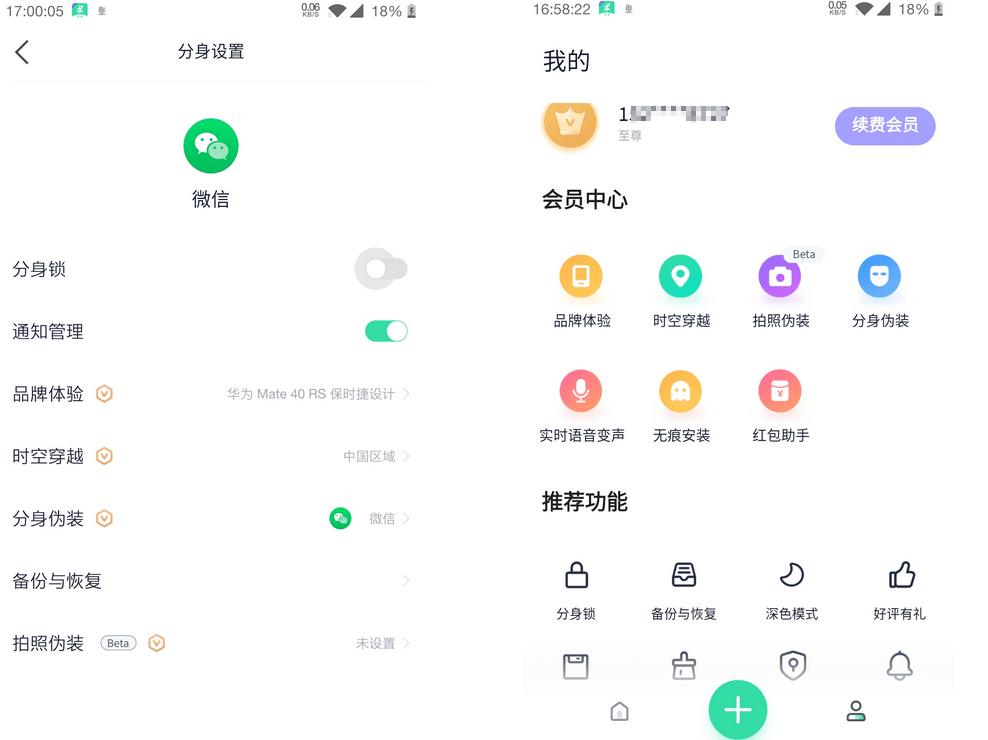 17:00:05
0.06
KB/S
18%
分身设置
微信
分身锁
通知管理
品牌体验
华为 Mate 40 RS 保时捷设计
时空穿越
中国区域
分身伪装
微信
备份与恢复
拍照伪装 Beta
未设置
16:58:22
0.05
KB/S
18%
我的
至尊
续费会员
会员中心
Beta
品牌体验
时空穿越
拍照伪装
分身伪装
实时语音变声
无痕安装
红包助手
推荐功能
分身锁
备份与恢复
深色模式
好评有礼